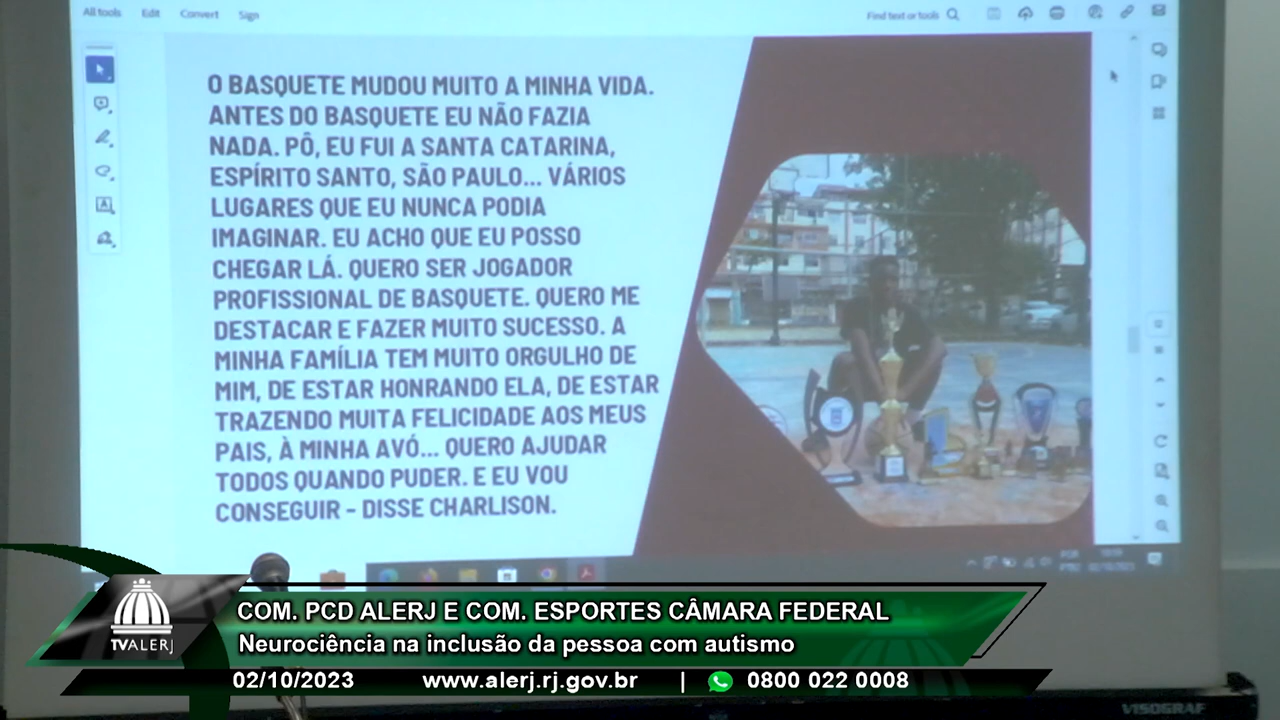 All tools Edit Convert Sign Find text or tools
O BASQUETE MUDOU MUITO A MINHA VIDA.
ANTES DO BASQUETE EU NÃO FAZIA
NADA. PÔ, EU FUI A SANTA CATARINA,
ESPÍRITO SANTO, SÃO PAULO... VÁRIOS
LUGARES QUE EU NUNCA PODIA
IMAGINAR. EU ACHO QUE EU POSSO
CHEGAR LÁ. QUERO SER JOGADOR
PROFISSIONAL DE BASQUETE. QUERO ME
DESTACAR E FAZER MUITO SUCESSO. A
MINHA FAMÍLIA TEM MUITO ORGULHO DE
MIM, DE ESTAR HONRANDO ELA, DE ESTAR
TRAZENDO MUITA FELICIDADE AOS MEUS
PAIS, À MINHA AVÓ... QUERO AJUDAR
TODOS QUANDO PUDER. E EU VOU
CONSEGUIR - DISSE CHARLISON.
COM. PCD ALERJ E COM. ESPORTES CÂMARA FEDERAL
TVALERJ
Neurociência na inclusão da pessoa com autismo
02/10/2023 www.alerj.rj.gov.br | 0800 022 0008
VISOGRAF